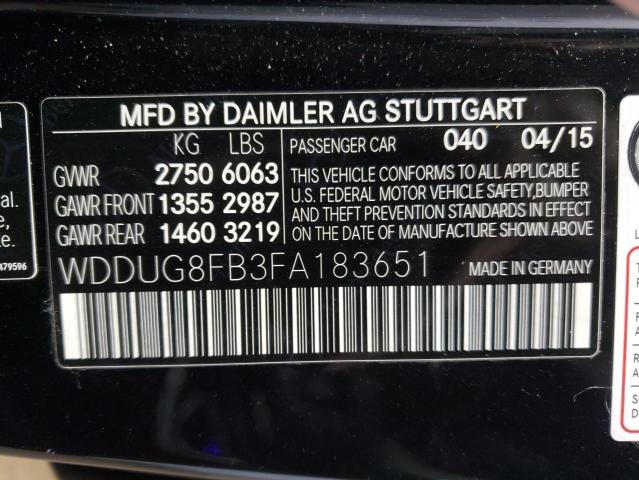 MFD BY DAIMLER AG STUTTGART
KG LBS
GWR 2750 6063
GAWR FRONT 1355 2987
GAWR REAR 1460 3219
PASSENGER CAR 040 04/15
THIS VEHICLE CONFORMS TO ALL APPLICABLE
U.S. FEDERAL MOTOR VEHICLE SAFETY, BUMPER
AND THEFT PREVENTION STANDARDS IN EFFECT
ON THE DATE OF MANUFACTURE SHOWN ABOVE.
WDDUG8FB3FA183651 MADE IN GERMANY
479596